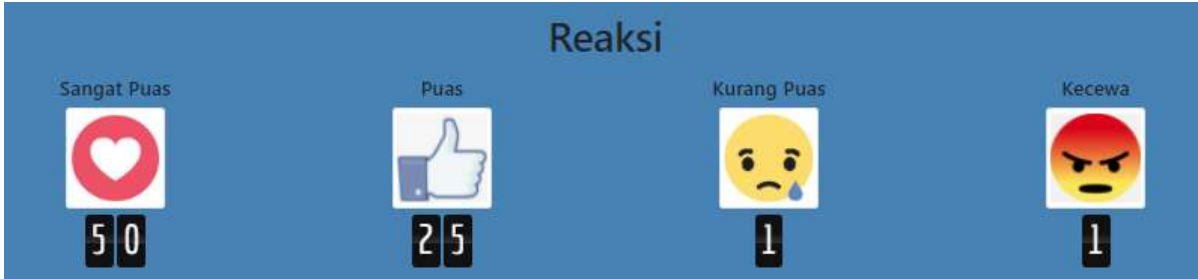 Reaksi
Sangat Puas
Puas
Kurang Puas
Kecewa
50
25
1
1